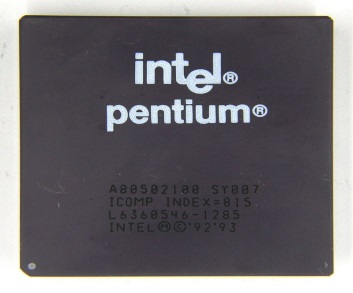 intel®
pentium®
A80502100 SY007
ICOMP INDEX=815
L6360546-1285
INTEL®©'92'93